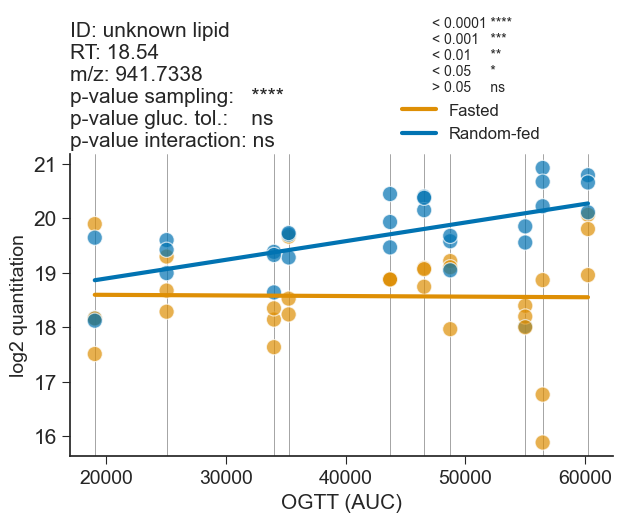 ID: unknown lipid
RT: 18.54
m/z: 941.7338
p-value sampling: ****
p-value gluc. tol.: ns
p-value interaction: ns
< 0.0001 ****
< 0.001 ***
< 0.01 **
< 0.05 *
> 0.05 ns
Fasted
Random-fed
21
20
19
18
17
16
log2 quantitation
20000 30000 40000 50000 60000
OGTT (AUC)